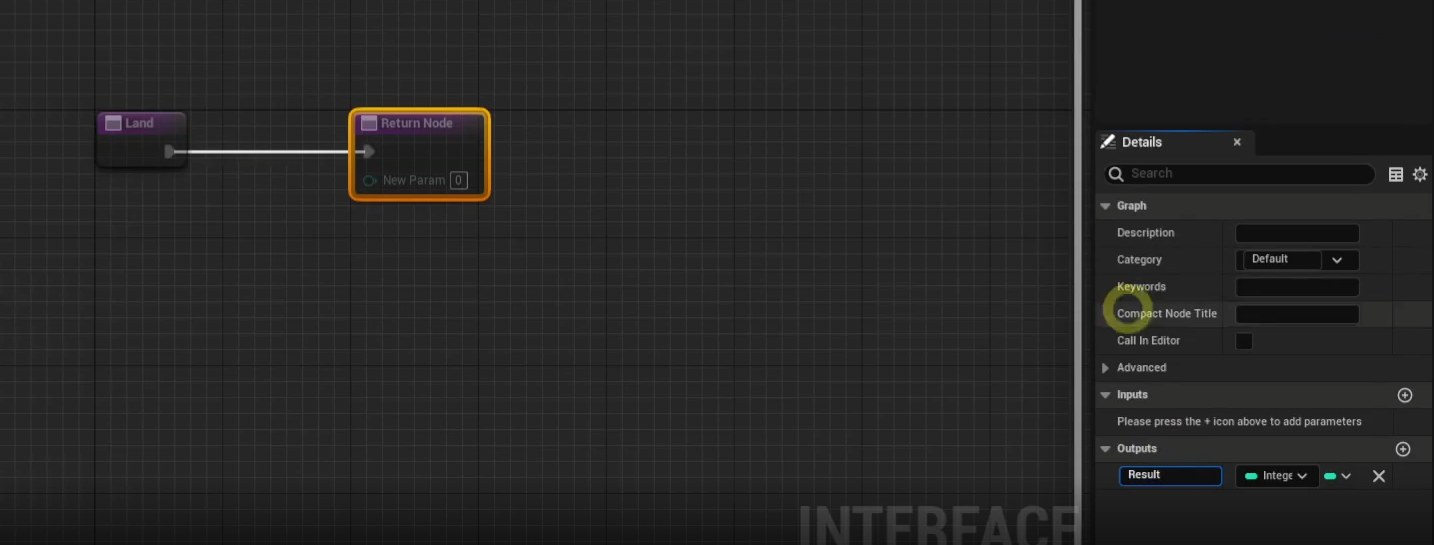 Land
Return Node
New Param 0
INTERFACE
Details
Search
Graph
Description
Category Default
Keywords
Compact Node Title
Call In Editor
Advanced
Inputs
Please press the + icon above to add parameters
Outputs
Result Intege